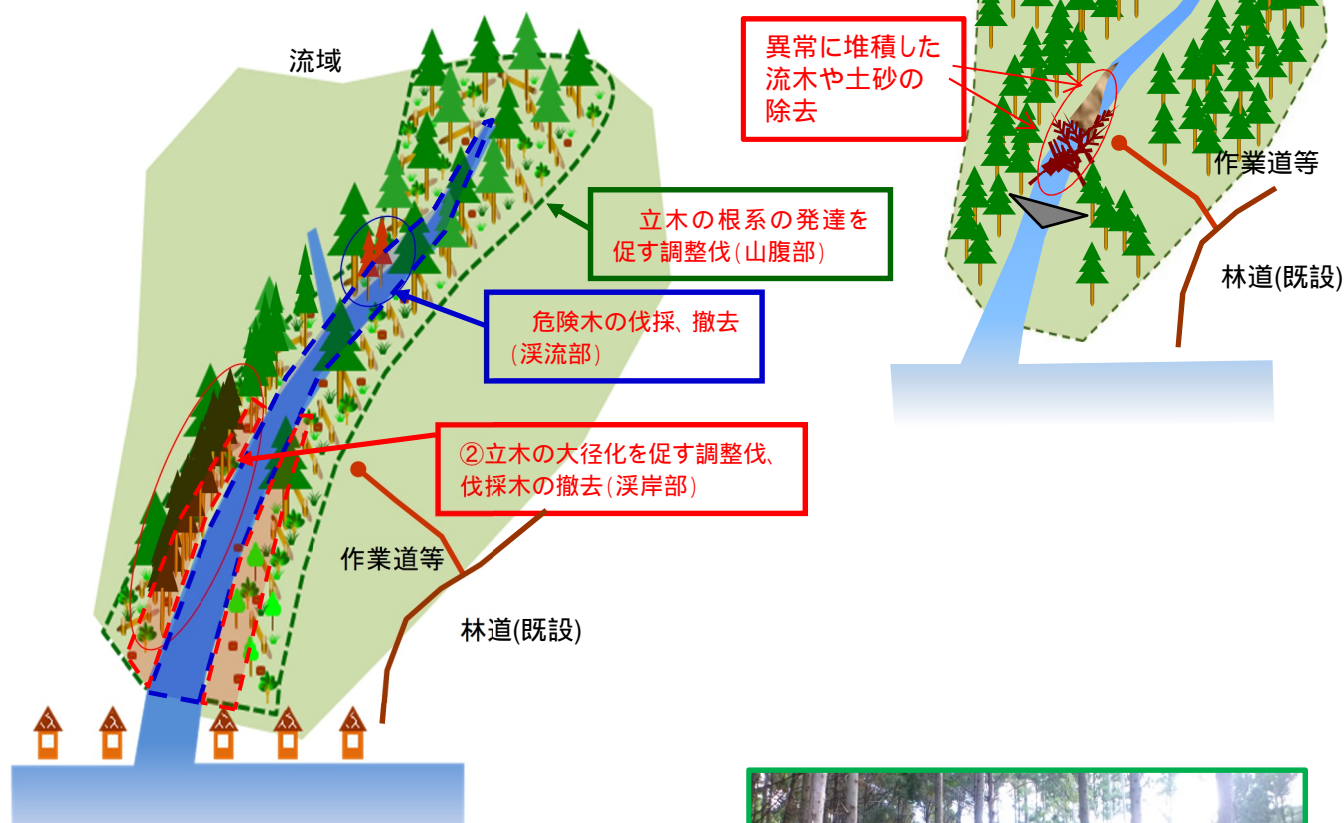 流域
異常に堆積した
流木や土砂の
除去
作業道等
林道(既設)
立木の根系の発達を
促す調整伐(山腹部)
危険木の伐採、撤去
(渓流部)
②立木の大径化を促す調整伐、
伐採木の撤去(渓岸部)
作業道等
林道(既設)